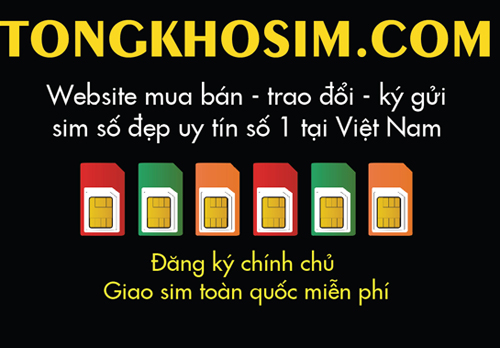 TONGKHOSIM.COM
Website mua bán - trao đổi - ký gửi
sim số đẹp uy tín số 1 tại Việt Nam
Đăng ký chính chủ
Giao sim toàn quốc miễn phí